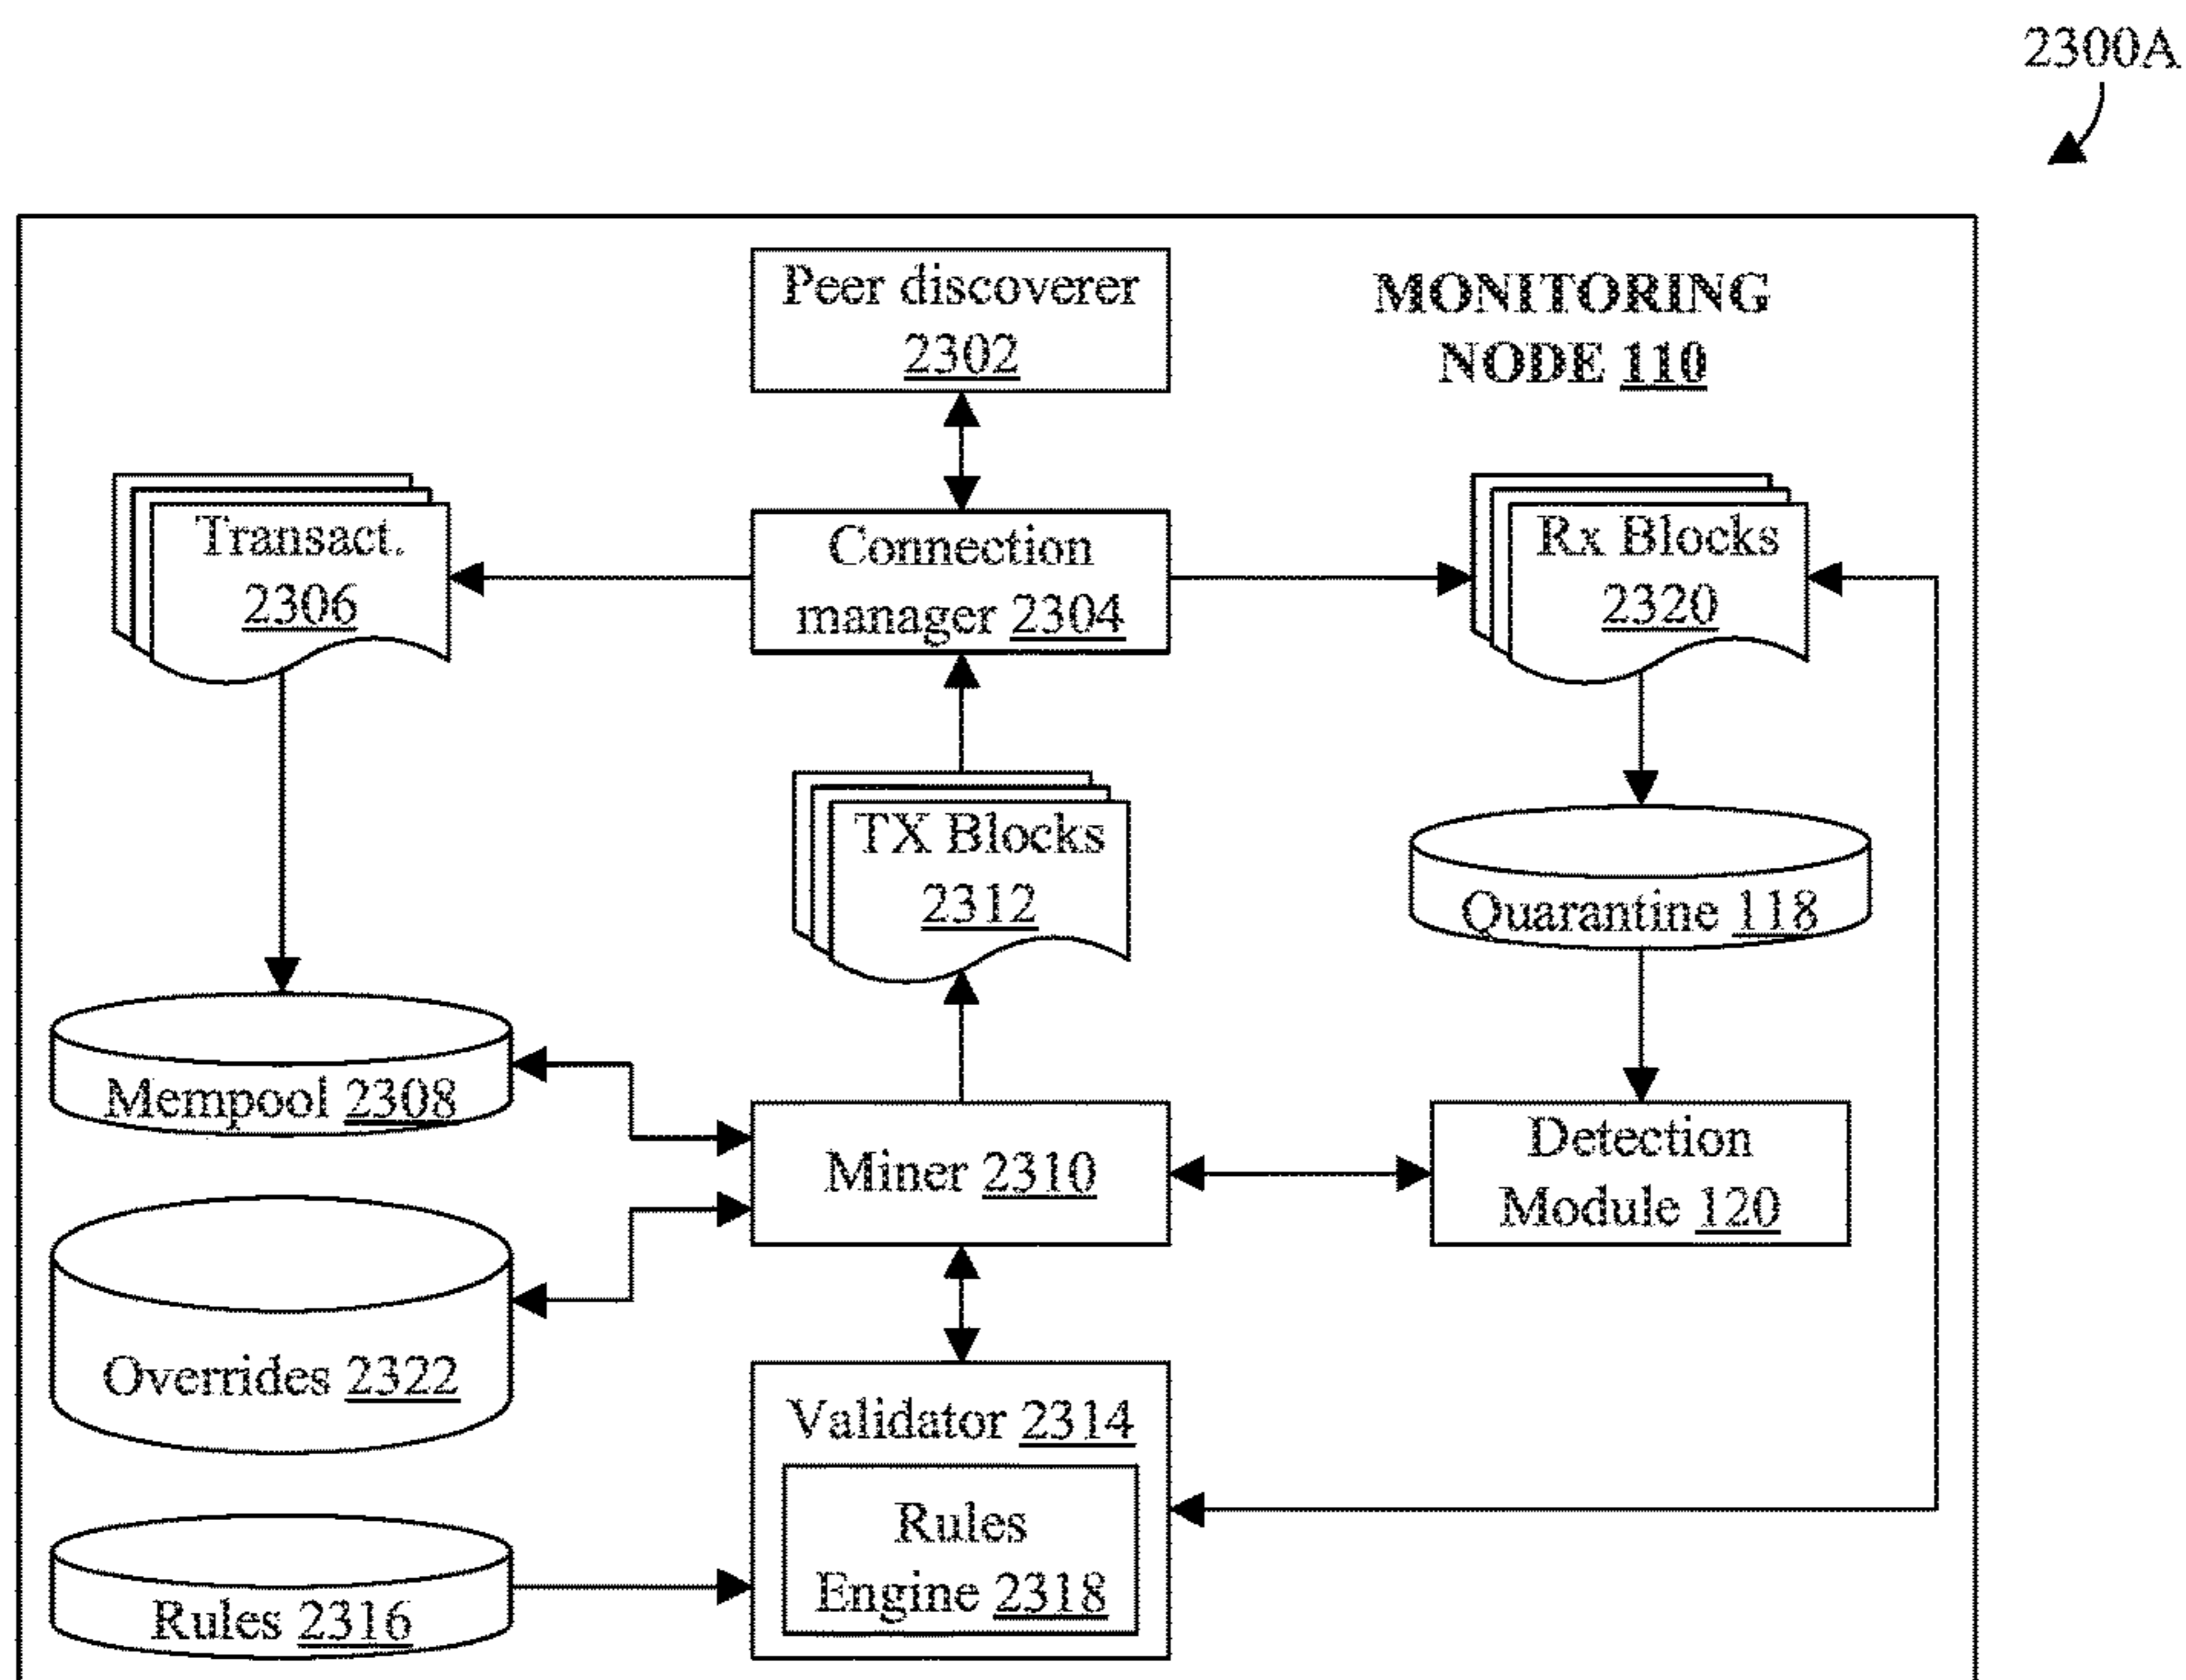 2300A
Peer discoverer
2302
MONITORING
NODE 110
Transact.
2306
Connection
manager 2304
Rx Blocks
2320
TX Blocks
2312
Quarantine 118
Mempool 2308
Miner 2310
Detection
Module 120
Overrides 2322
Validator 2314
Rules
Engine 2318
Rules 2316